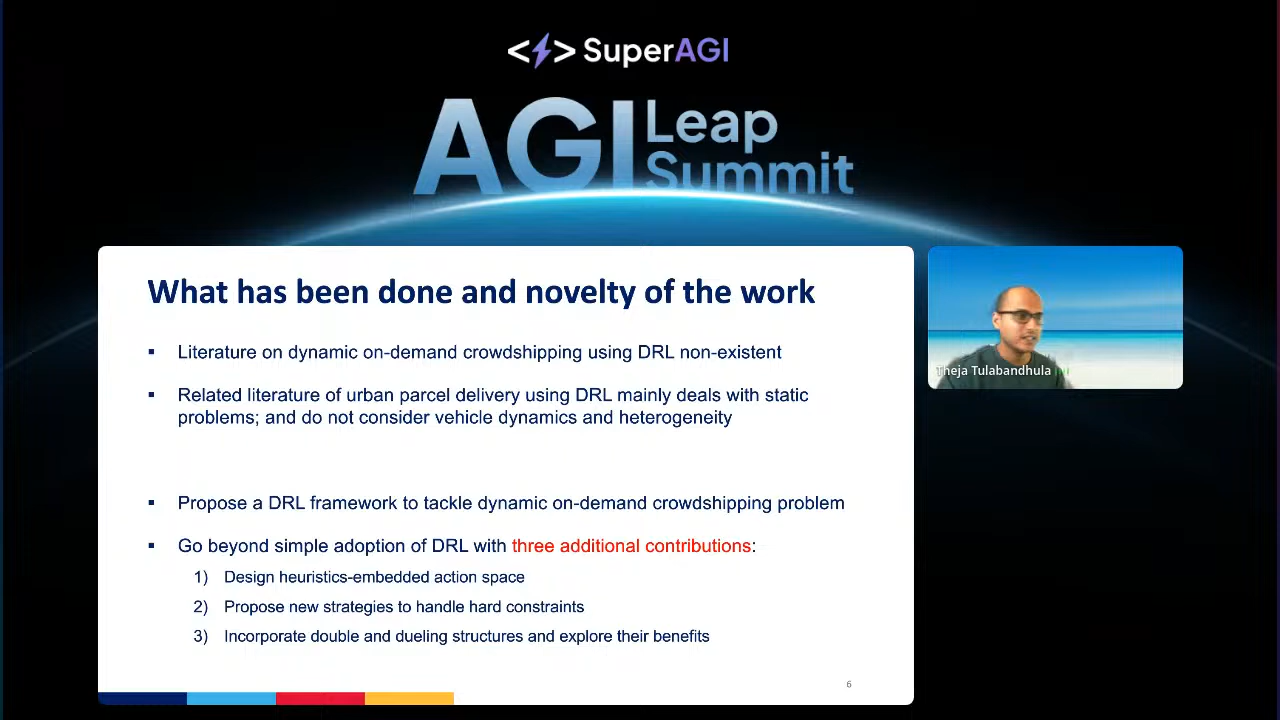 <> SuperAGI
AGI Leap Summit
What has been done and novelty of the work
▪ Literature on dynamic on-demand crowdshipping using DRL non-existent
▪ Related literature of urban parcel delivery using DRL mainly deals with static
problems; and do not consider vehicle dynamics and heterogeneity
▪ Propose a DRL framework to tackle dynamic on-demand crowdshipping problem
▪ Go beyond simple adoption of DRL with three additional contributions:
1) Design heuristics-embedded action space
2) Propose new strategies to handle hard constraints
3) Incorporate double and dueling structures and explore their benefits
6
Theja Tulabandhula